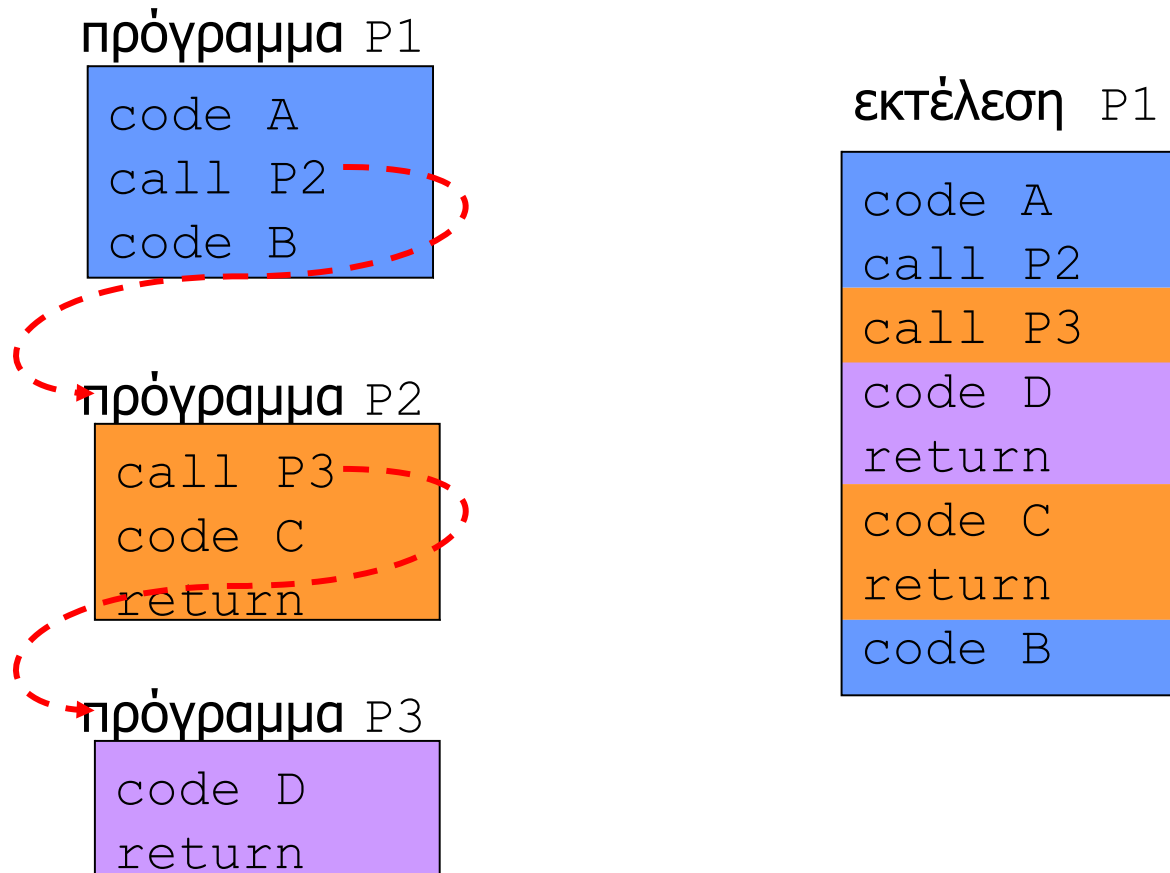 πρόγραμμα P1
code A
call P2
code B
πρόγραμμα P2
call P3
code C
return
πρόγραμμα P3
code D
return
εκτέλεση P1
code A
call P2
call P3
code D
return
code C
return
code B